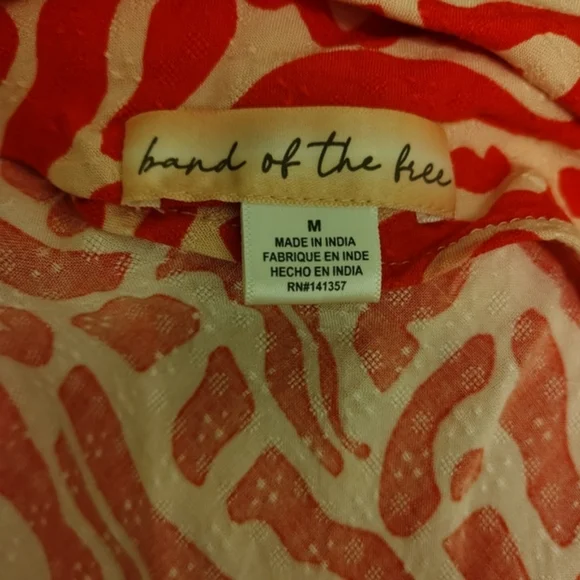 band of the free
M
MADE IN INDIA
FABRIQUE EN INDE
HECHO EN INDIA
RN#141357